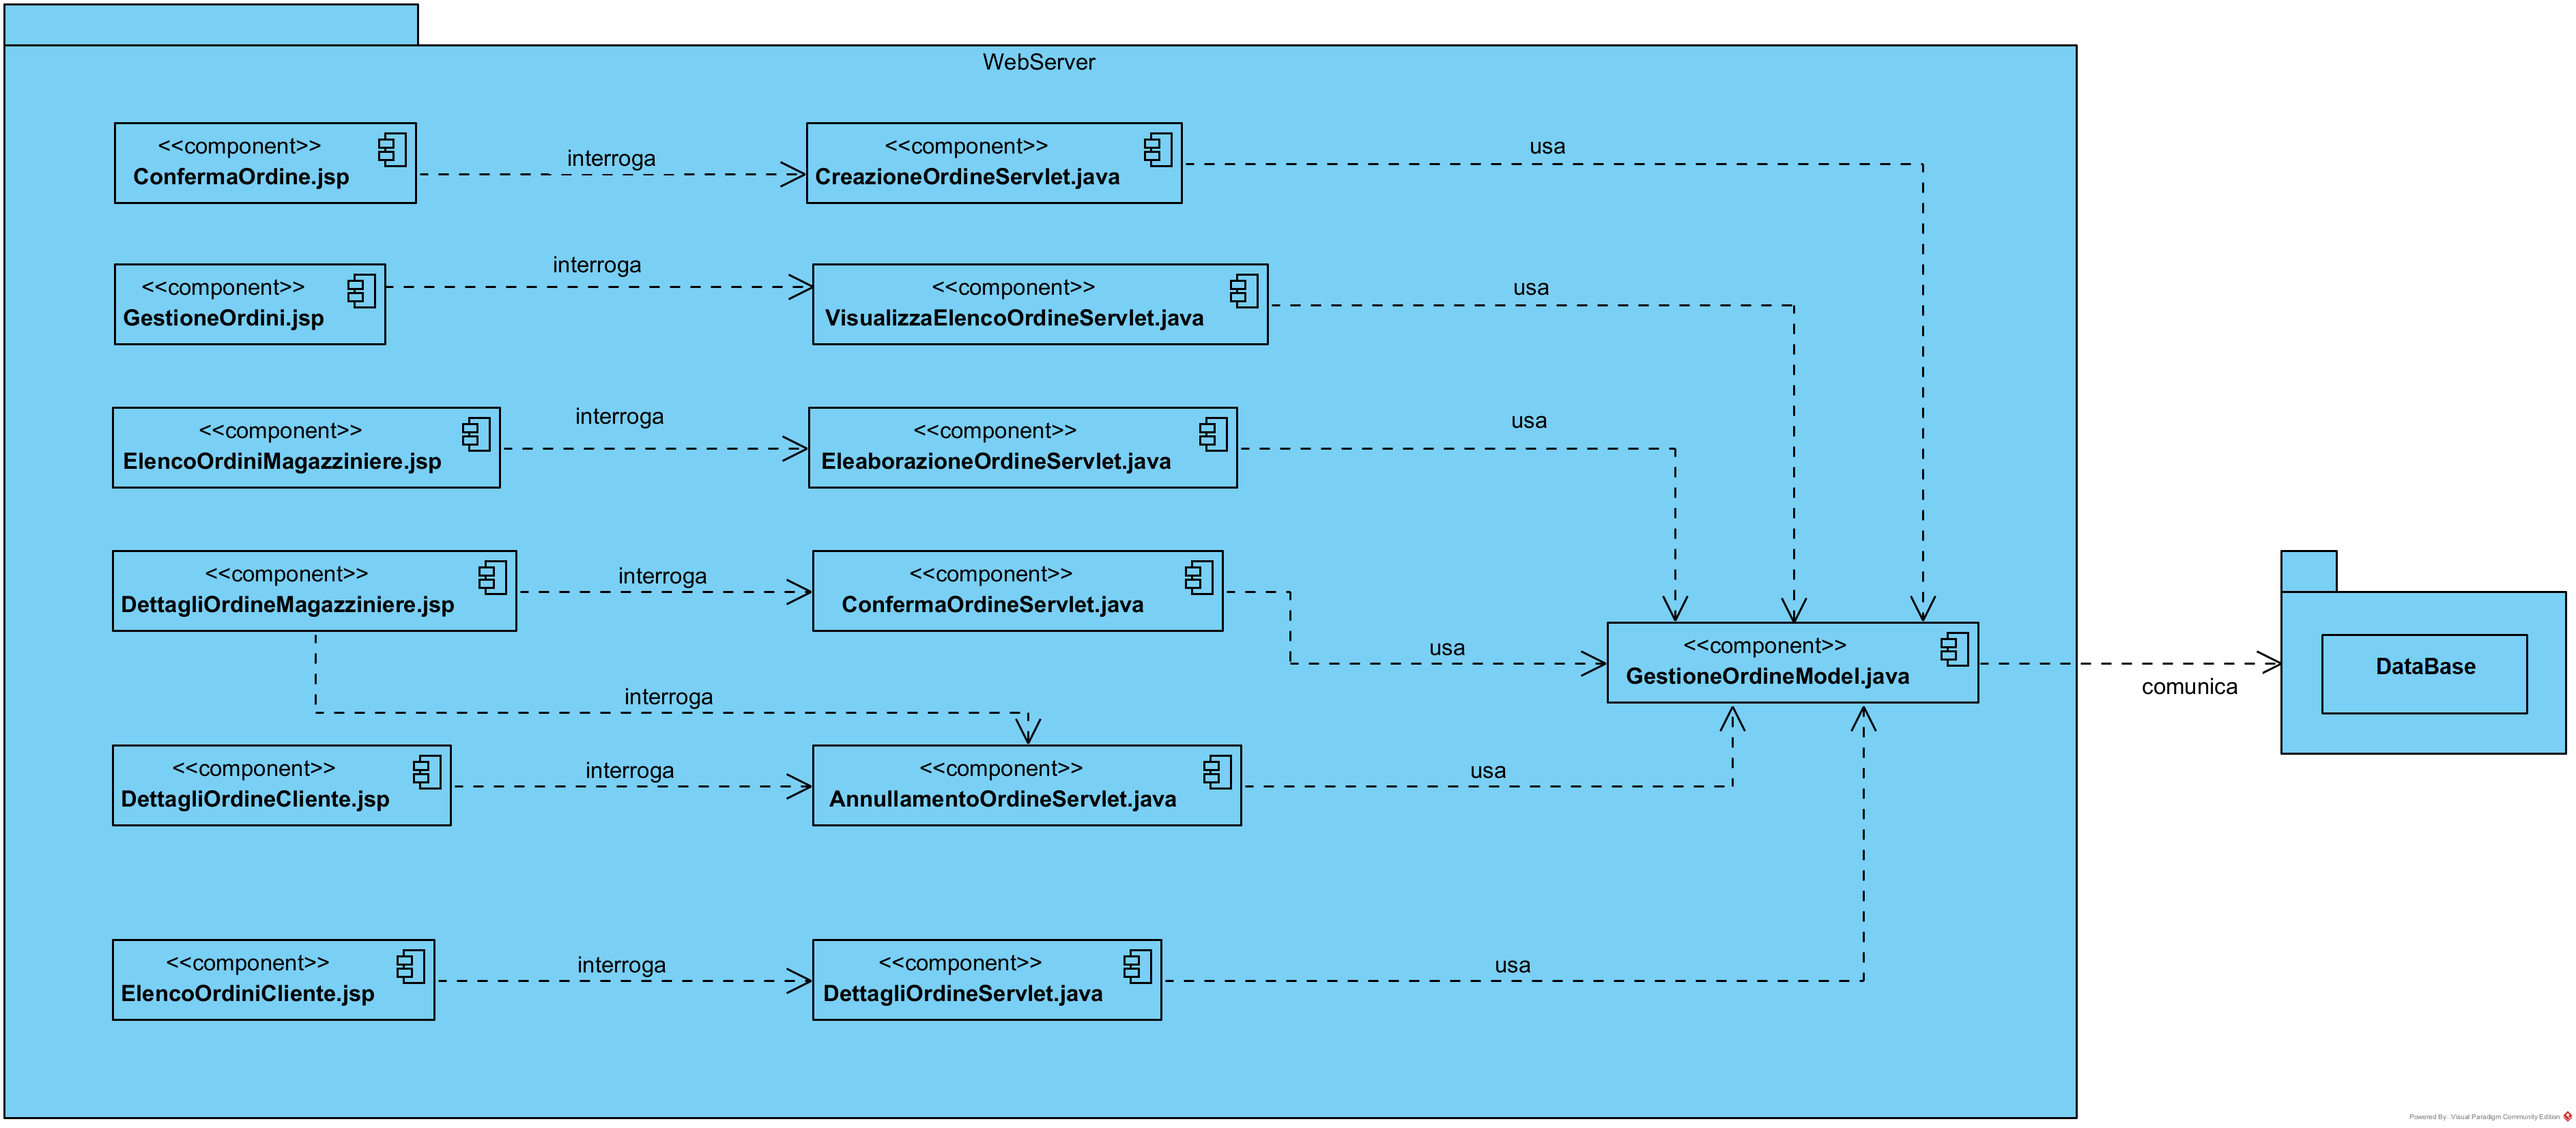 WebServer
<<component>>
ConfermaOrdine.jsp
interroga
<<component>>
CreazioneOrdineServlet.java
usa
<<component>>
GestioneOrdini.jsp
interroga
<<component>>
VisualizzaElencoOrdineServlet.java
usa
<<component>>
ElencoOrdiniMagazziniere.jsp
interroga
<<component>>
EleaborazioneOrdineServlet.java
usa
<<component>>
DettagliOrdineMagazziniere.jsp
interroga
<<component>>
ConfermaOrdineServlet.java
usa
<<component>>
GestioneOrdineModel.java
comunica
DataBase
interroga
<<component>>
DettagliOrdineCliente.jsp
interroga
<<component>>
AnnullamentoOrdineServlet.java
usa
<<component>>
ElencoOrdiniCliente.jsp
interroga
<<component>>
DettagliOrdineServlet.java
usa
Powered By: Visual Paradigm Community Edition